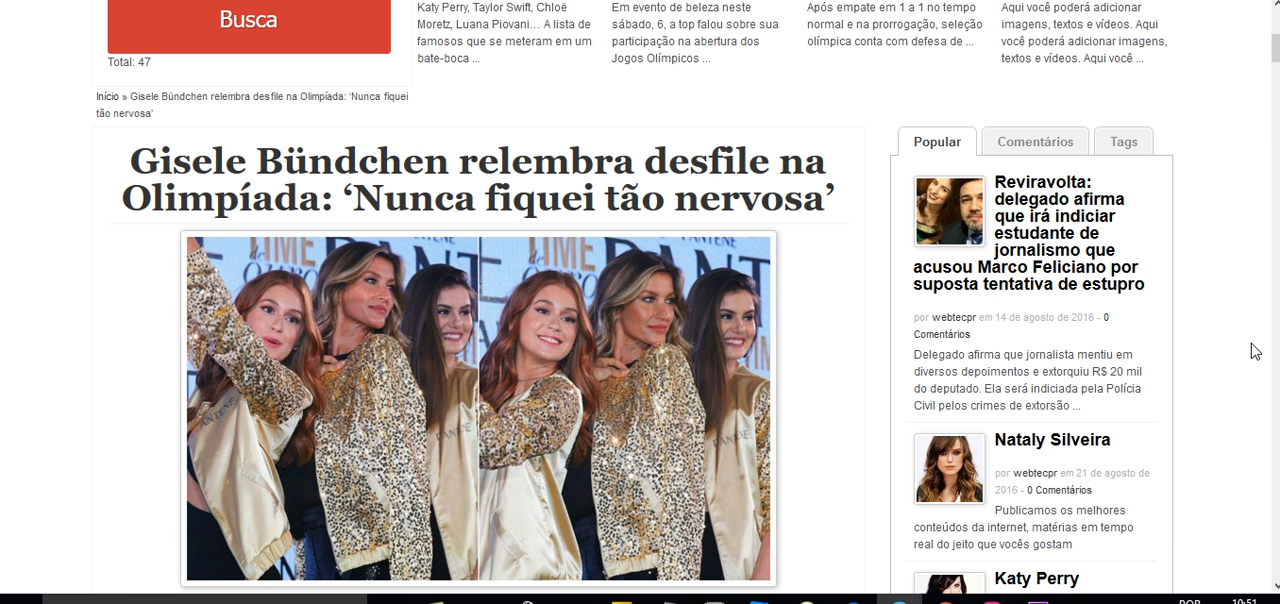 Busca
Total: 47
Katy Perry, Taylor Swift, Chloë
Moretz, Luana Piovani… A lista de
famosos que se meteram em um
bate-boca ...
Em evento de beleza neste
sábado, 6, a top falou sobre sua
participação na abertura dos
Jogos Olímpicos ...
Após empate em 1 a 1 no tempo
normal e na prorrogação, seleção
olímpica conta com defesa de ...
Aqui você poderá adicionar
imagens, textos e vídeos. Aqui
você poderá adicionar imagens,
textos e vídeos. Aqui você ...
Início » Gisele Bündchen relembra desfile na Olimpíada: ‘Nunca fiquei
tão nervosa’
Gisele Bündchen relembra desfile na
Olimpíada: ‘Nunca fiquei tão nervosa’
PANTENE
Popular
Comentários
Tags
Reviravolta:
delegado afirma
que irá indiciar
estudante de
jornalismo que
acusou Marco Feliciano por
suposta tentativa de estupro
por webtecpr em 14 de agosto de 2016 - 0
Comentários
Delegado afirma que jornalista mentiu em
diversos depoimentos e extorquiu R$ 20 mil
do deputado. Ela será indiciada pela Polícia
Civil pelos crimes de extorsão ...
Nataly Silveira
por webtecpr em 21 de agosto de
2016 - 0 Comentários
Publicamos os melhores
conteúdos da internet, matérias em tempo
real do jeito que vocês gostam
Katy Perry
POR
10:51